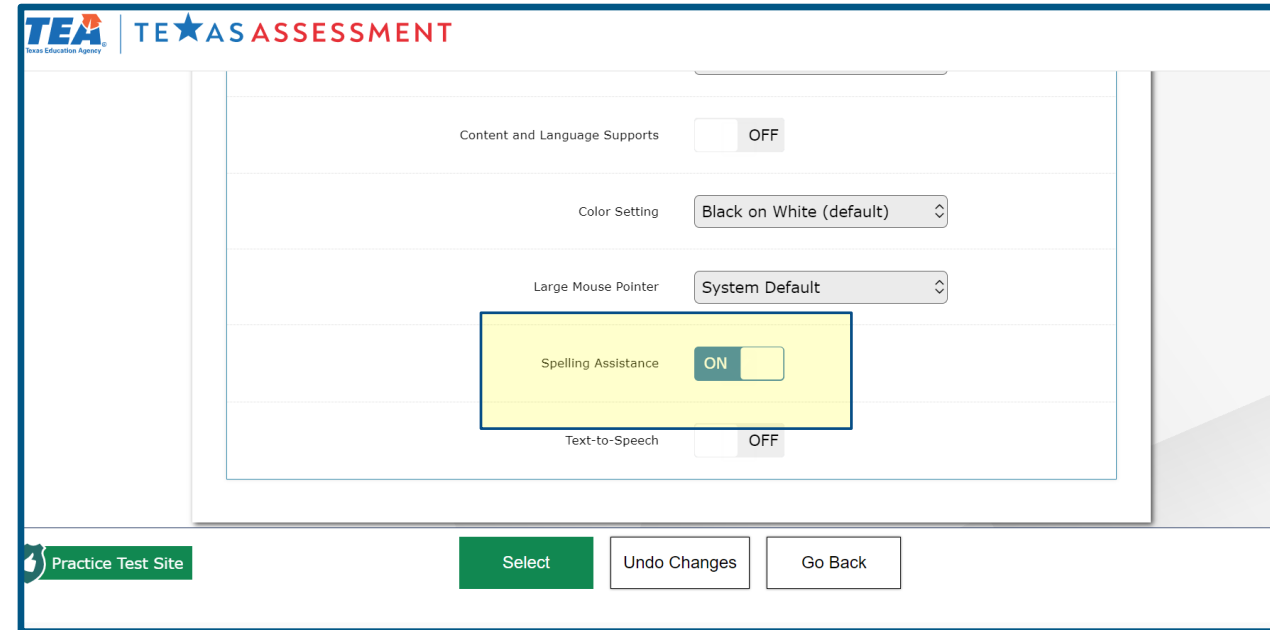 TEA
Texas Education Agency
TEXAS ASSESSMENT
Content and Language Supports OFF
Color Setting Black on White (default)
Large Mouse Pointer System Default
Spelling Assistance ON
Text-to-Speech OFF
Practice Test Site
Select Undo Changes Go Back